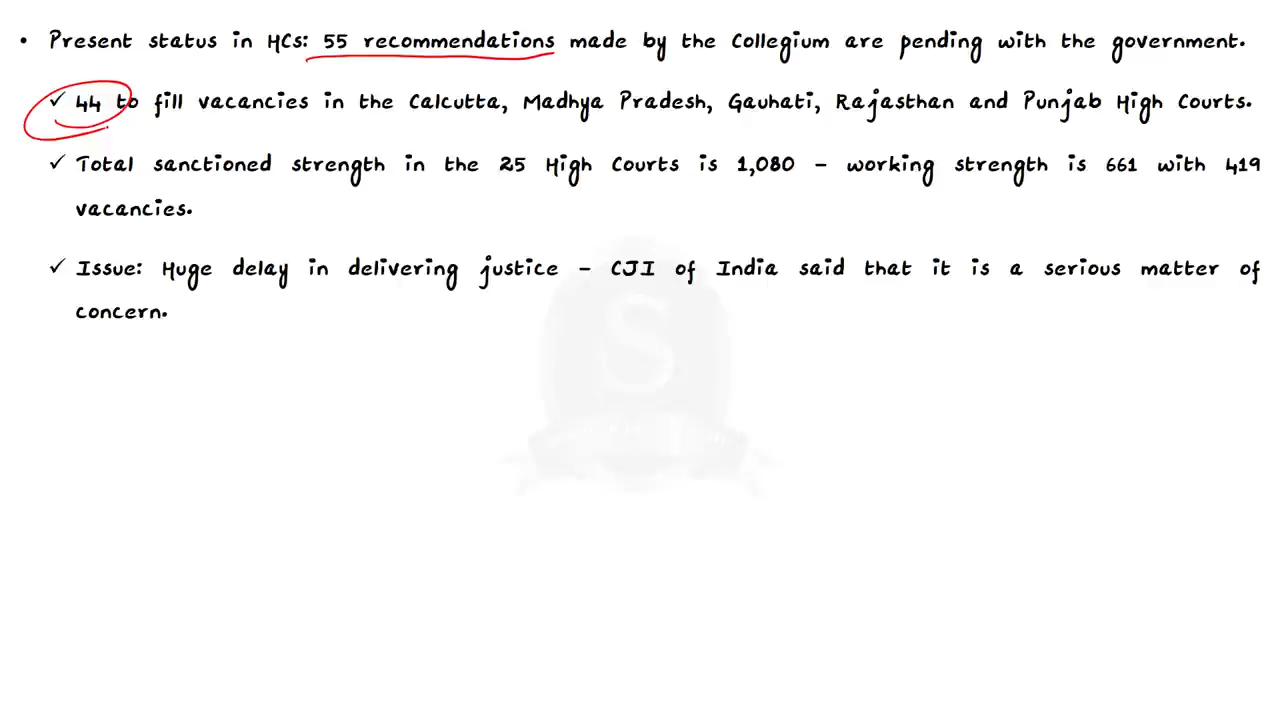 • Present status in HCs: 55 recommendations made by the Collegium are pending with the government.
✓ 44 to fill vacancies in the Calcutta, Madhya Pradesh, Gauhati, Rajasthan and Punjab High Courts.
✓ Total sanctioned strength in the 25 High Courts is 1,080 – working strength is 661 with 419
vacancies.
✓ Issue: Huge delay in delivering justice – CJI of India said that it is a serious matter of
concern.
S